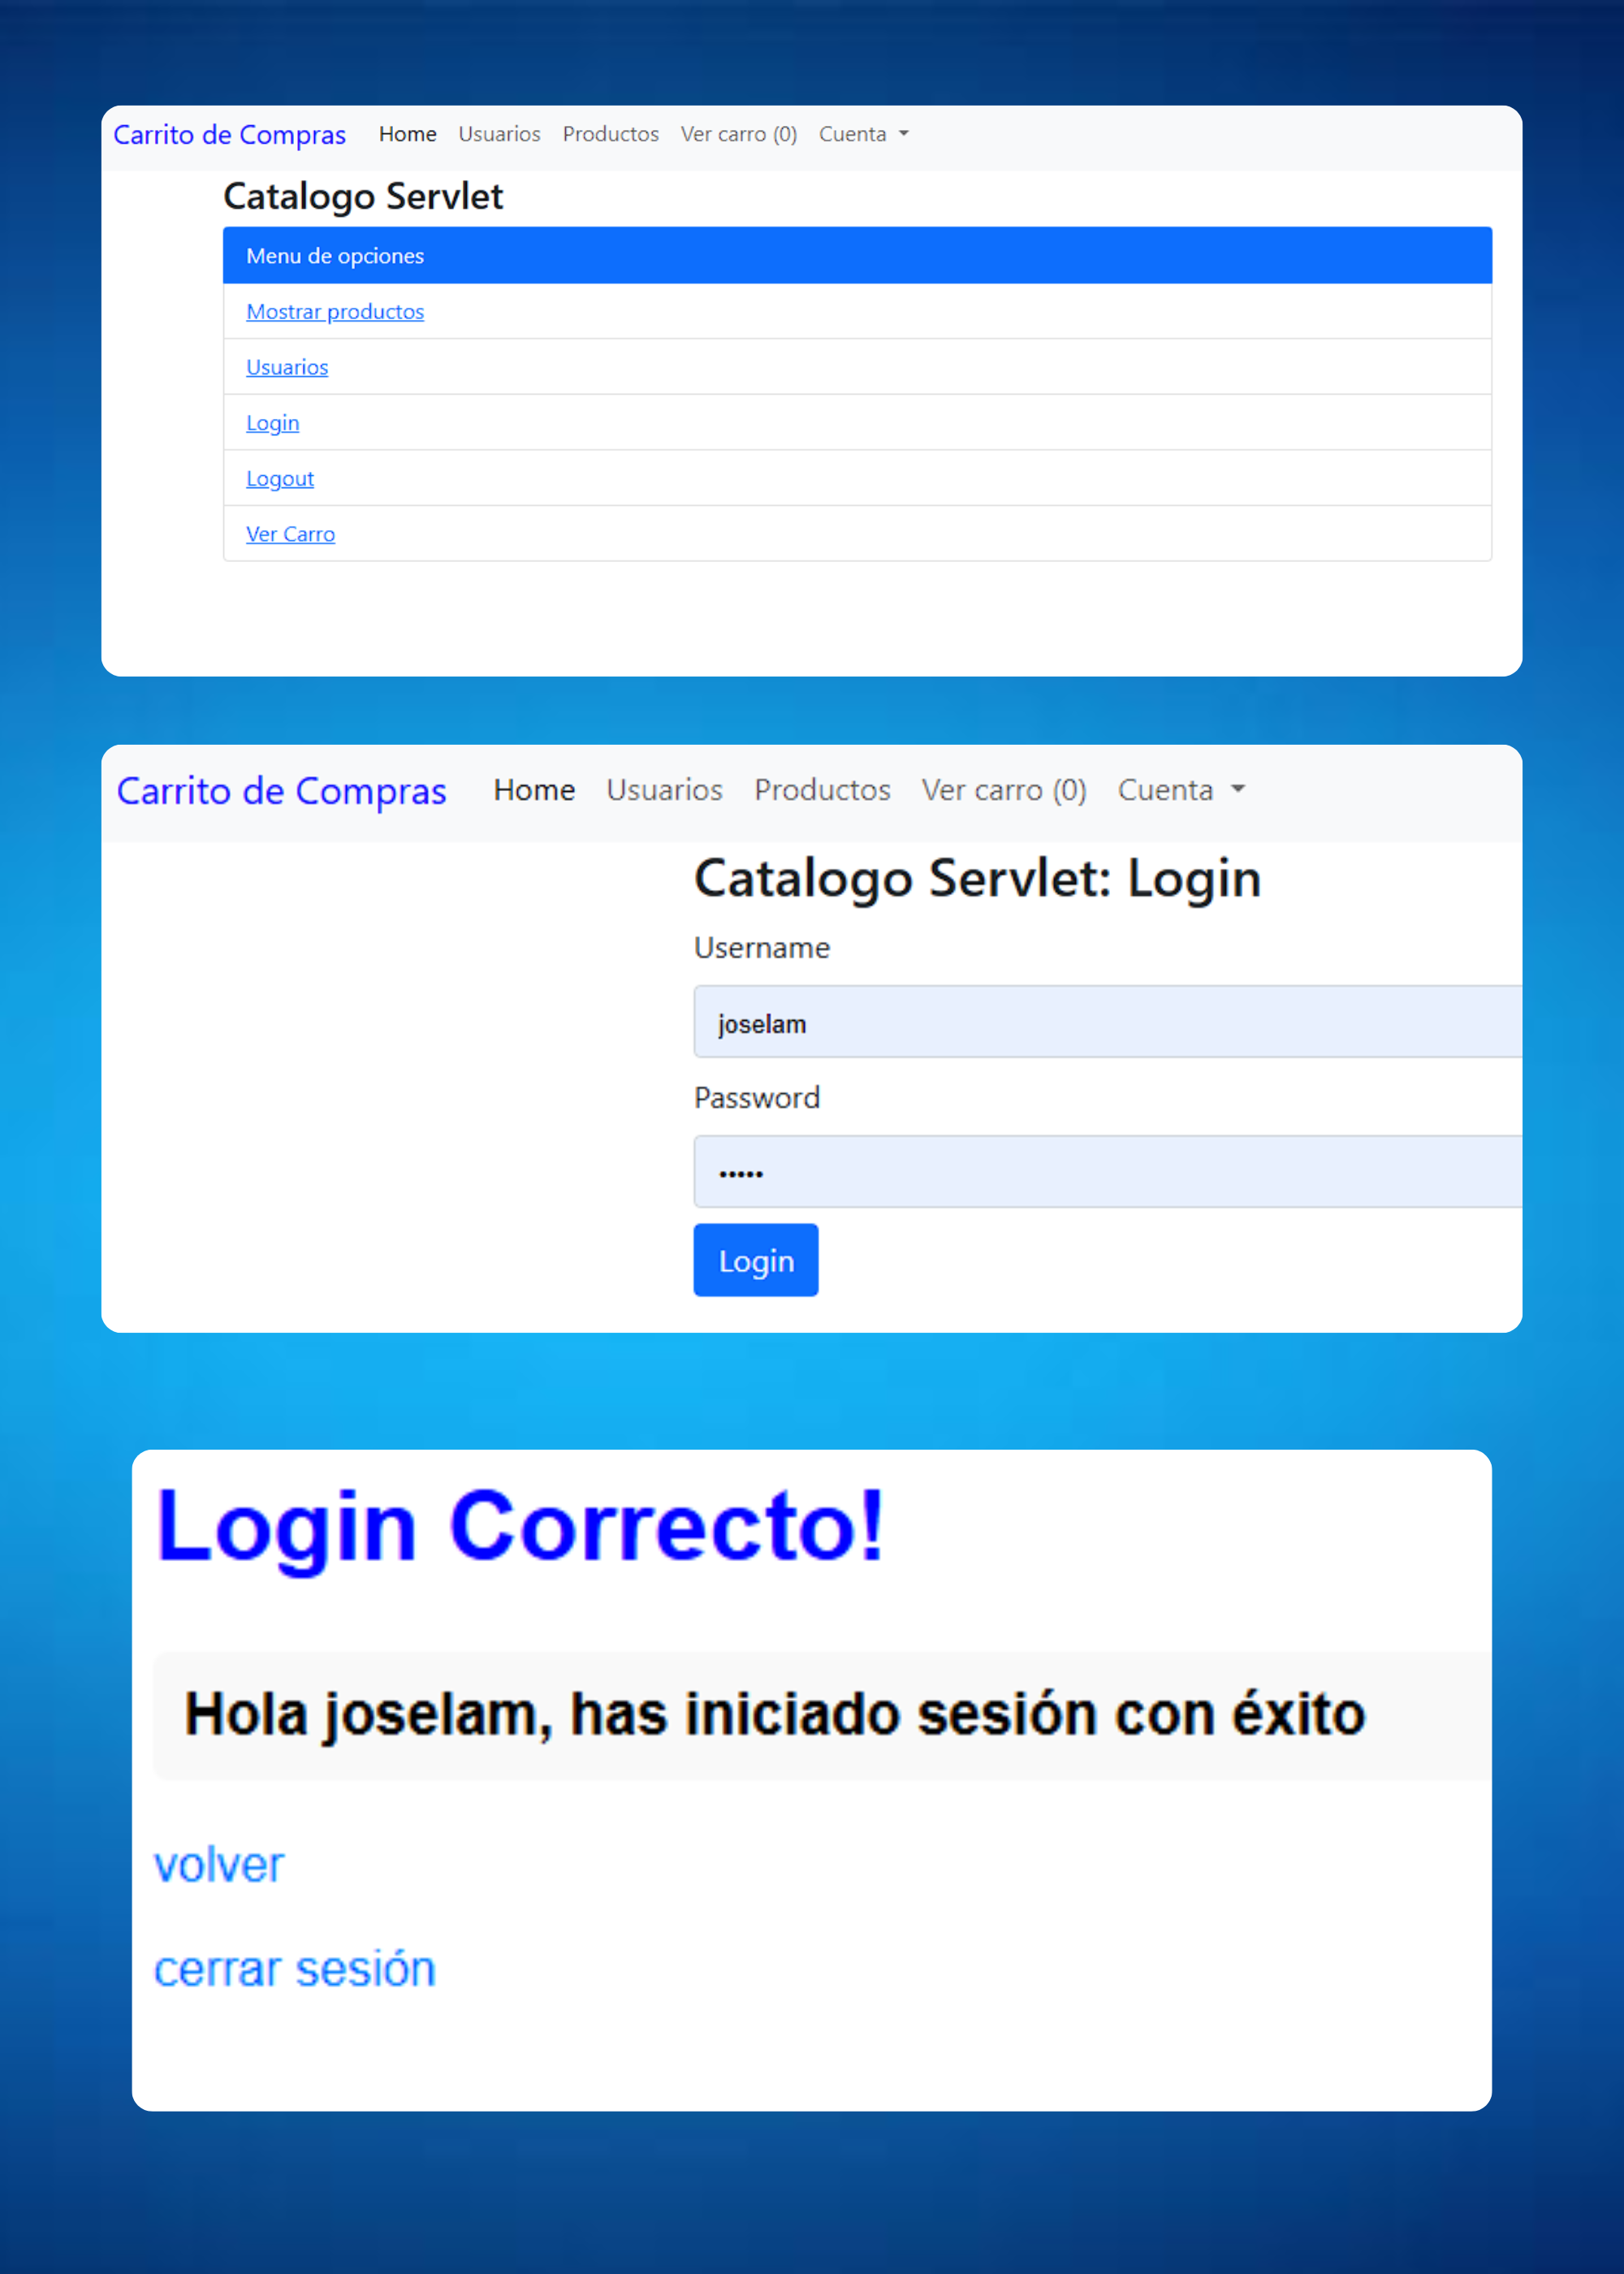 Carrito de Compras Home Usuarios Productos Ver carro (0) Cuenta
Catalogo Servlet
Menu de opciones
Mostrar productos
Usuarios
Login
Logout
Ver Carro
Carrito de Compras Home Usuarios Productos Ver carro (0) Cuenta
Catalogo Servlet: Login
Username
joselam
Password
•••••
Login
Login Correcto!
Hola joselam, has iniciado sesión con éxito
volver
cerrar sesión